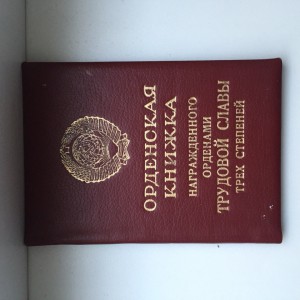 ОРДЕНСКАЯ
КНИЖКА
НАГРАЖДЕННОГО
ОРДЕНАМИ
ТРУДОВОЙ СЛАВЫ
ТРЕХ СТЕПЕНЕЙ